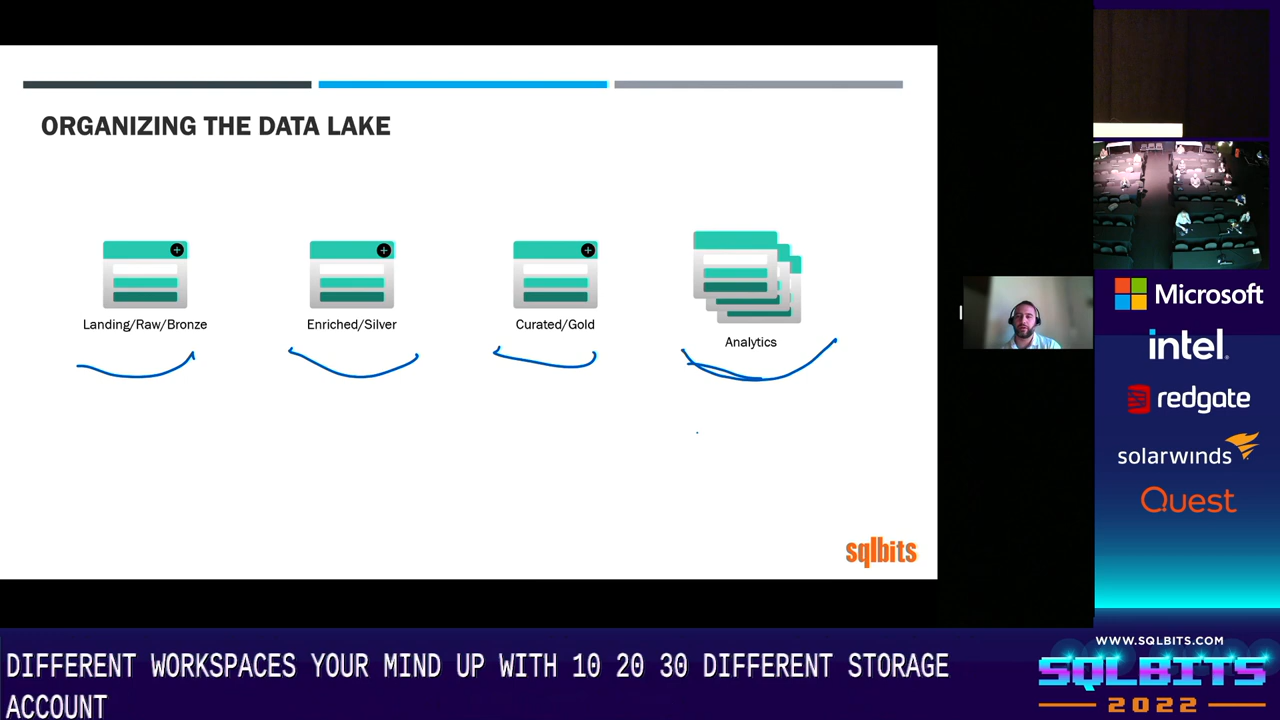 ORGANIZING THE DATA LAKE
Landing/Raw/Bronze
Enriched/Silver
Curated/Gold
Analytics
sqlbits
Microsoft
intel.
redgate
solarwinds
Quest
WWW.SQLBITS.COM
SQLBITS
2022
DIFFERENT WORKSPACES YOUR MIND UP WITH 10 20 30 DIFFERENT STORAGE
ACCOUNT